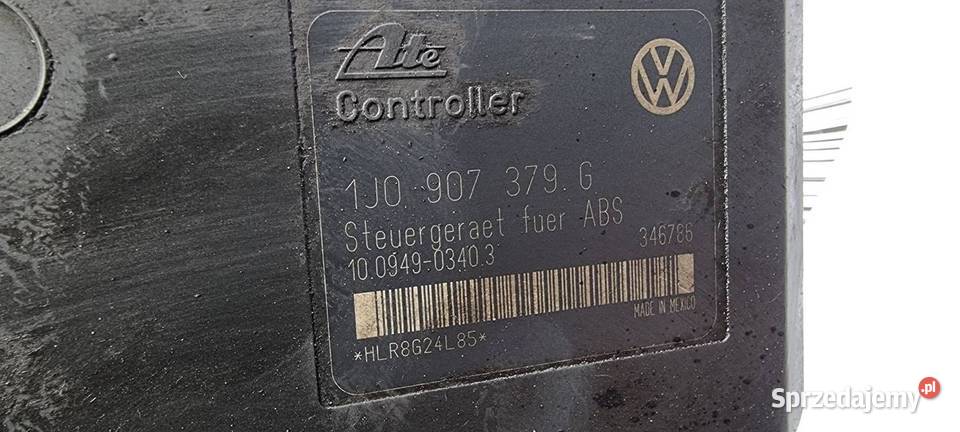 Ate
Controller
1J0 907 379 G
Steuergeraet fuer ABS
346786
10.0949-0340.3
MADE IN MEXICO
*HLR8G24L85*
Sprzedajemy.pl